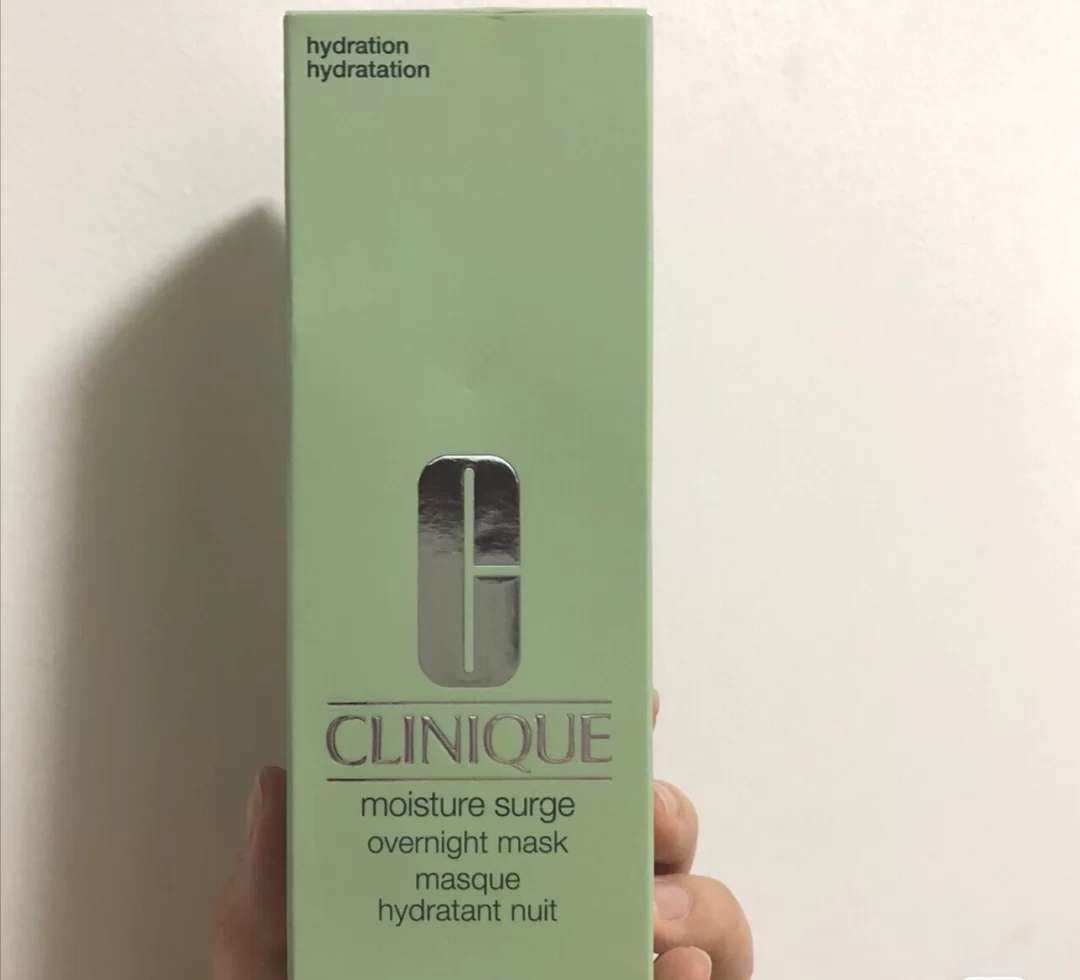 hydration
hydratation
CLINIQUE
moisture surge
overnight mask
masque
hydratant nuit